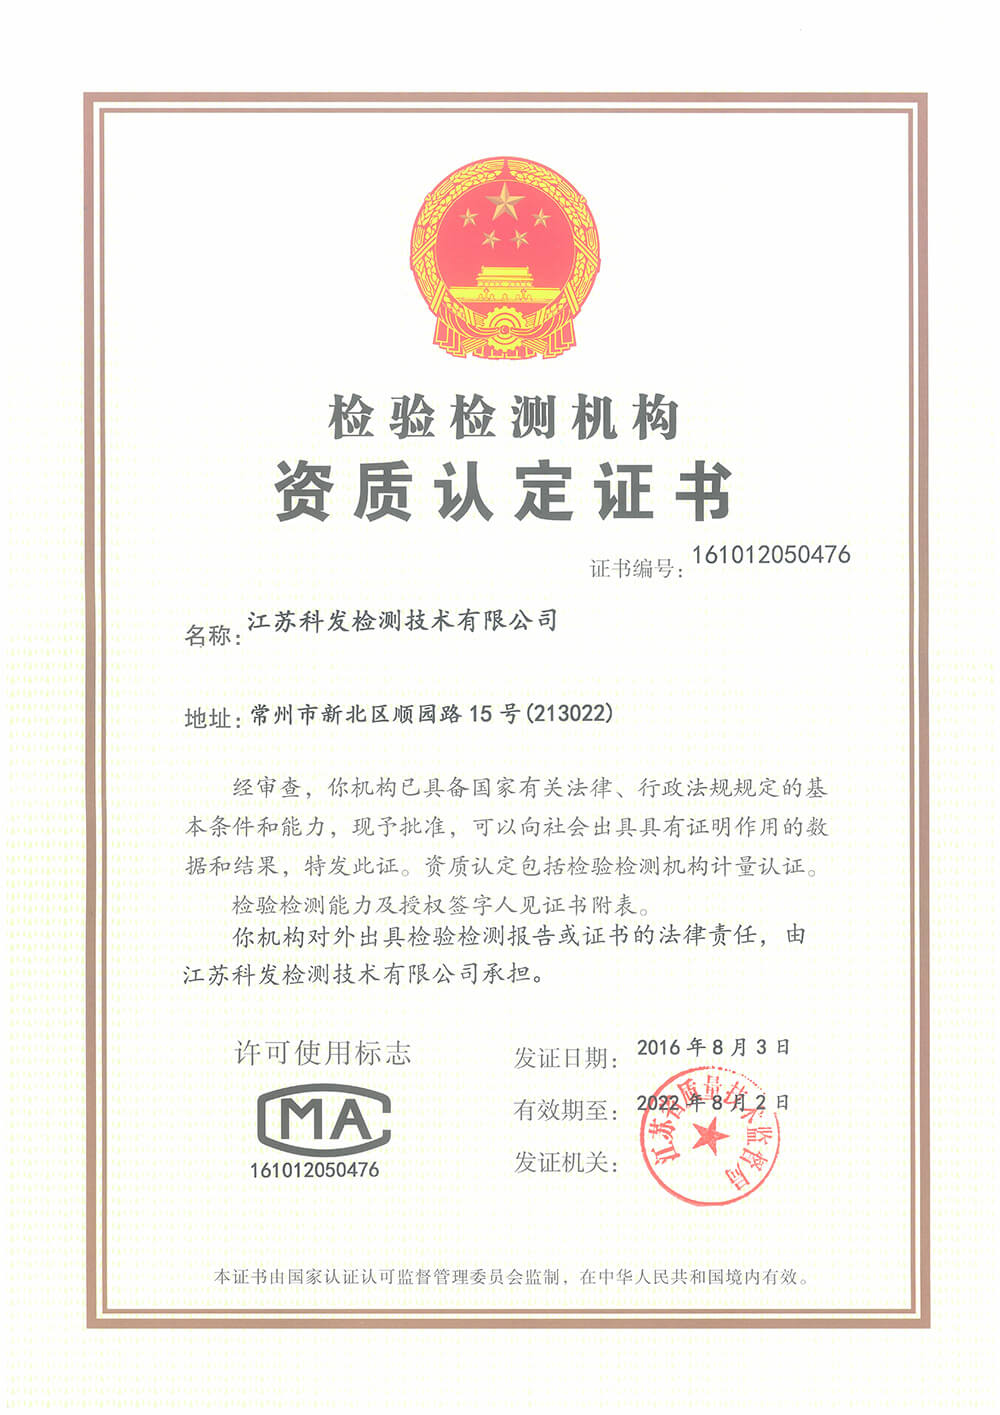 检验检测机构
资质认定证书
证书编号：161012050476
名称：江苏科发检测技术有限公司
地址：常州市新北区顺园路15号(213022)
经审查，你机构已具备国家有关法律、行政法规规定的基
本条件和能力，现予批准，可以向社会出具具有证明作用的数
据和结果，特发此证。资质认定包括检验检测机构计量认证。
检验检测能力及授权签字人见证书附表。
你机构对外出具检验检测报告或证书的法律责任，由
江苏科发检测技术有限公司承担。
许可使用标志
MA
161012050476
发证日期：2016年8月3日
有效期至：2022年8月2日
发证机关：
江苏省质量技术监督局
本证书由国家认证认可监督管理委员会监制，在中华人民共和国境内有效。